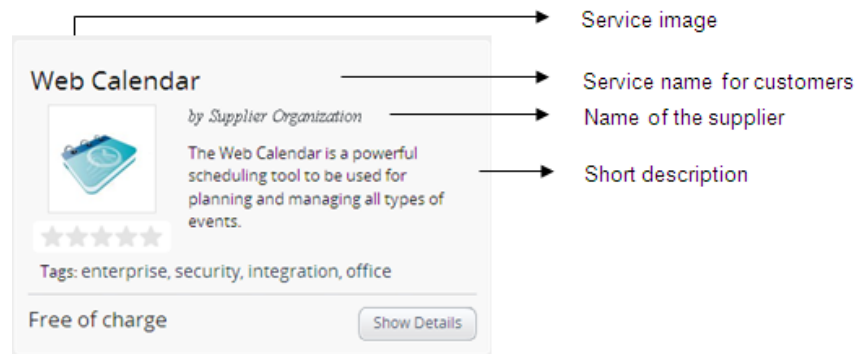 Service image
Web Calendar
Service name for customers
by Supplier Organization
Name of the supplier
The Web Calendar is a powerful
scheduling tool to be used for
planning and managing all types of
events.
Short description
Tags: enterprise, security, integration, office
Free of charge
Show Details